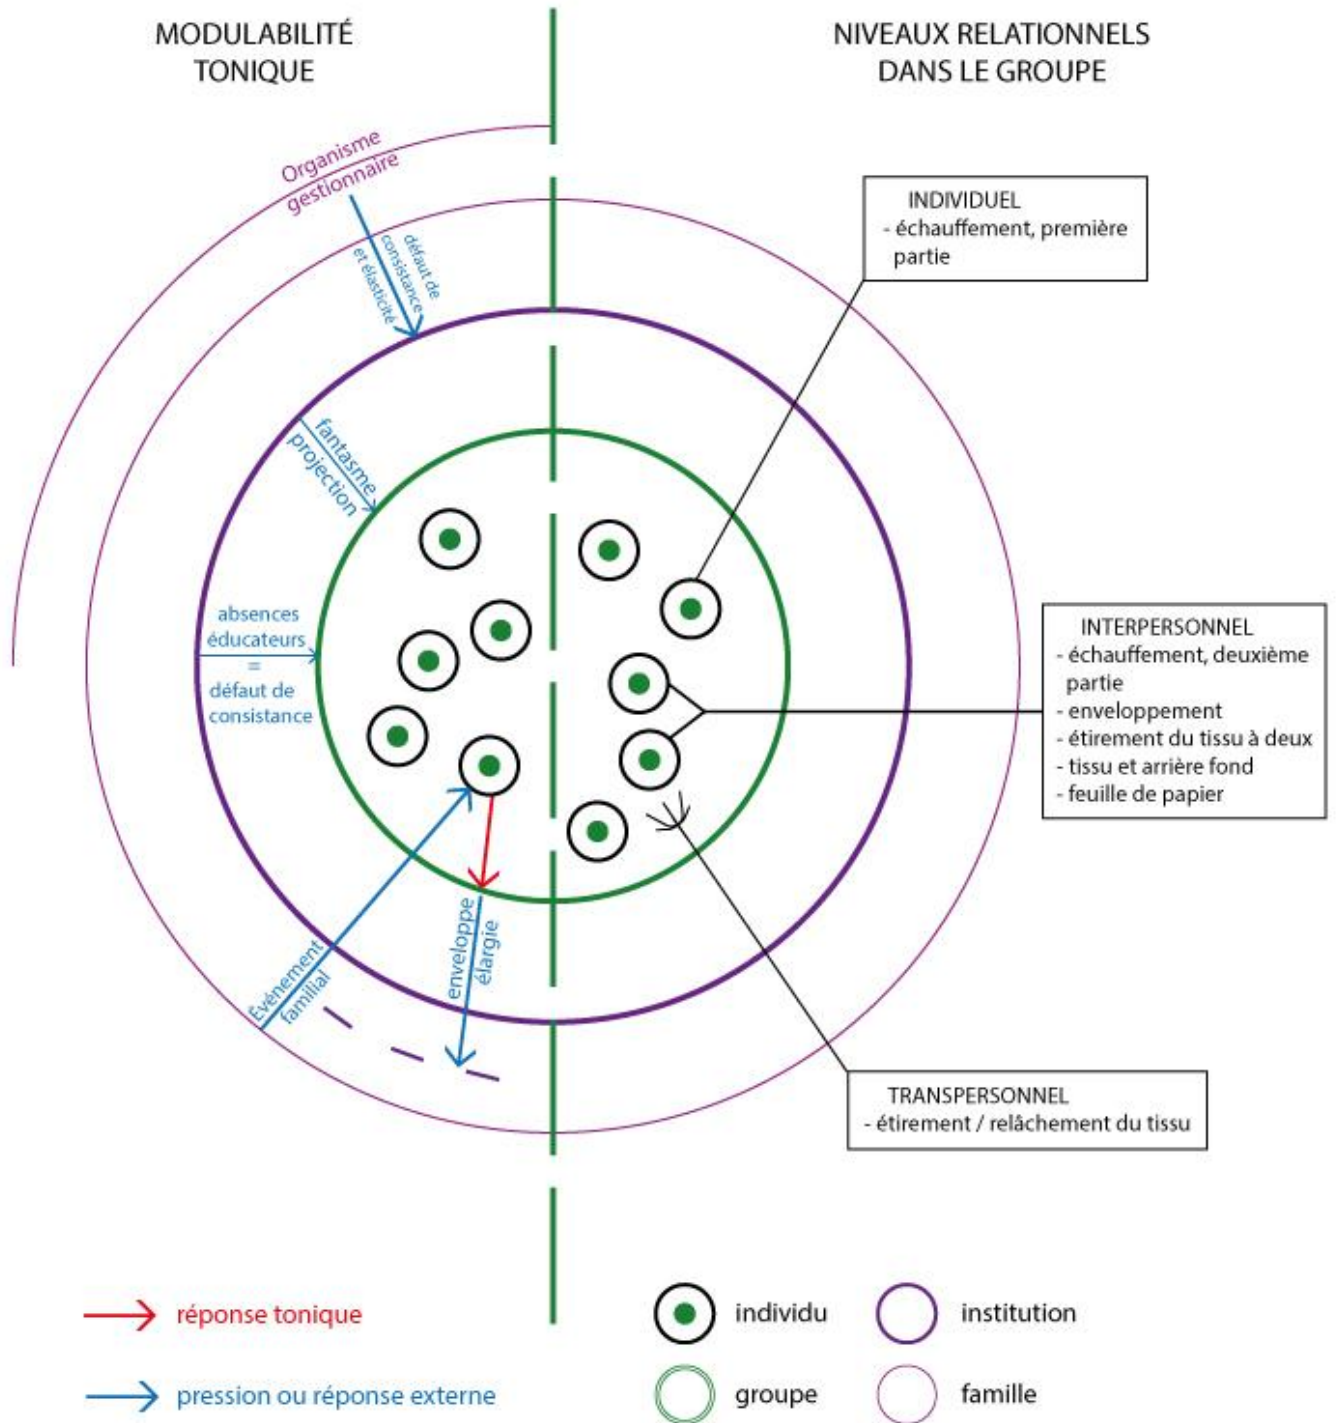 MODULABILITÉ
TONIQUE
NIVEAUX RELATIONNELS
DANS LE GROUPE
Organisme
gestionnaire
défaut de
consistance
et élasticité
fantasme
projection
absences
éducateurs
=
défaut de
consistance
Événement
familial
enveloppe
élargie
INDIVIDUEL
- échauffement, première
partie
INTERPERSONNEL
- échauffement, deuxième
partie
- enveloppement
- étirement du tissu à deux
- tissu et arrière fond
- feuille de papier
TRANSPERSONNEL
- étirement / relâchement du tissu
réponse tonique
pression ou réponse externe
individu
groupe
institution
famille